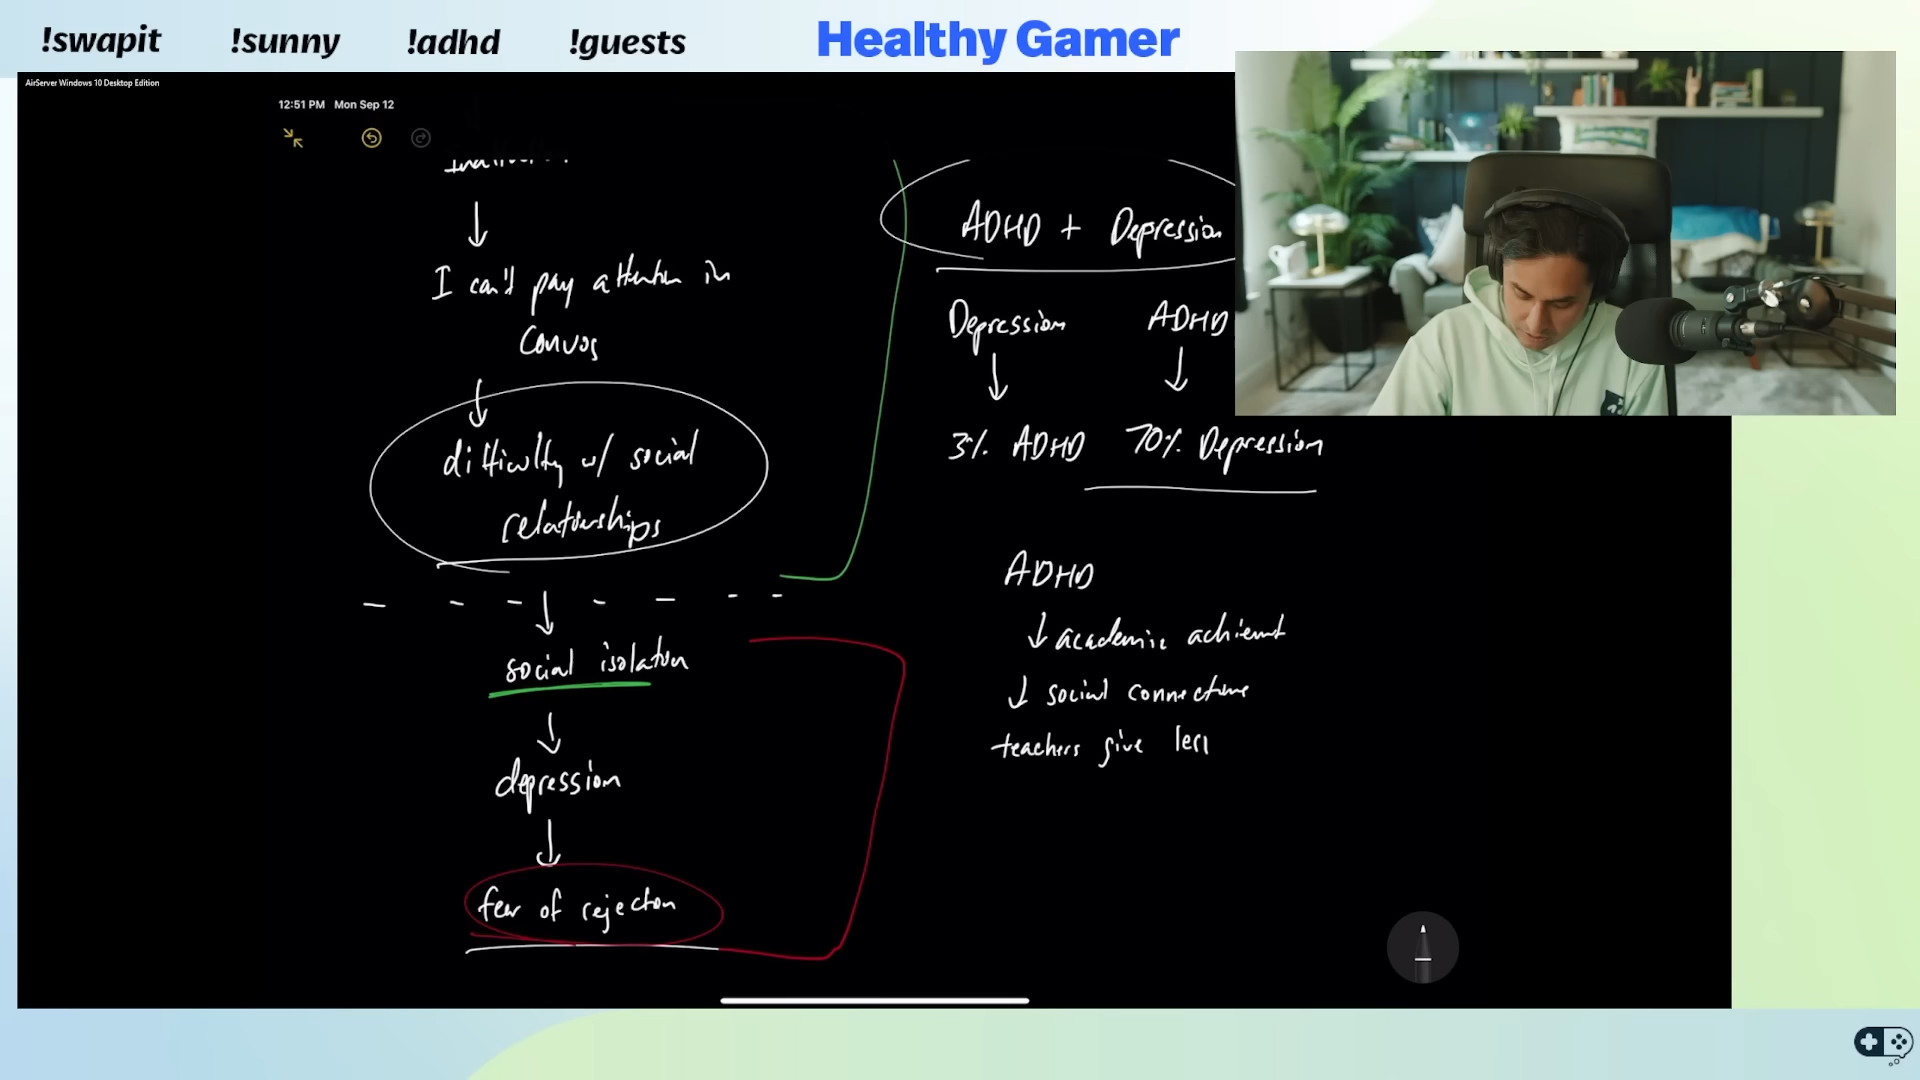 !swapit !sunny !adhd !guests Healthy Gamer
AirServer Windows 10 Desktop Edition
12:51 PM Mon Sep 12
I can't pay attention in
convos
difficulty w/ social
relationships
social isolation
depression
fear of rejection
ADHD + Depression
Depression ADHD
3% ADHD 70% Depression
ADHD
↓ academic achievmt
↓ social connections
teachers give less